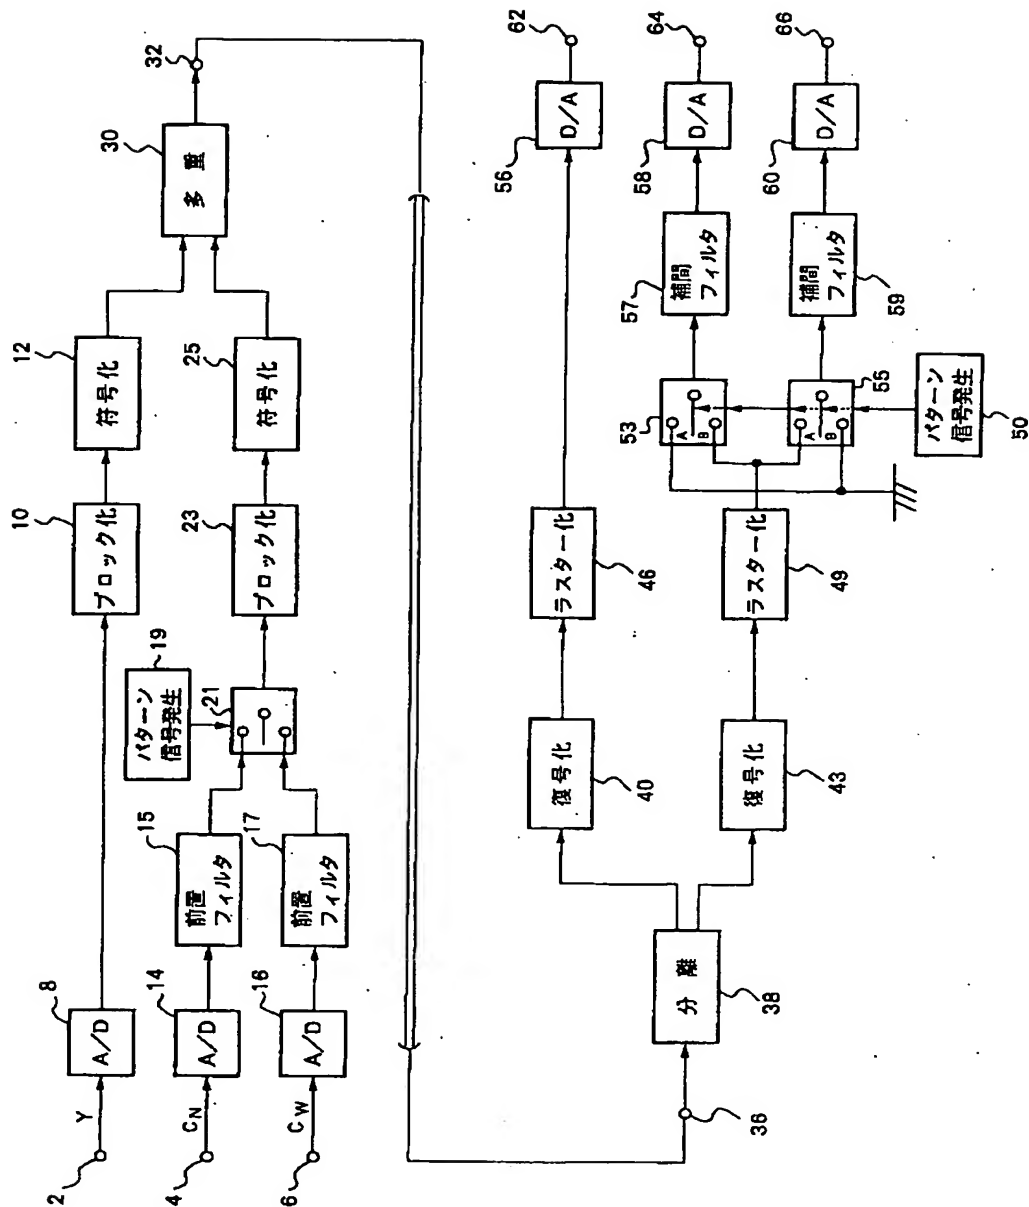 2
Y
8
A/D
10
ブロック化
12
符号化
30
多重
32
4
CN
14
A/D
15
前置
フィルタ
19
パターン
信号発生
21
23
ブロック化
25
符号化
6
CW
16
A/D
17
前置
フィルタ
36
38
分離
40
復号化
46
ラスター化
56
D/A
62
43
復号化
49
ラスター化
53
A
B
57
補間
フィルタ
58
D/A
64
55
A
B
59
補間
フィルタ
60
D/A
66
パターン
信号発生
50